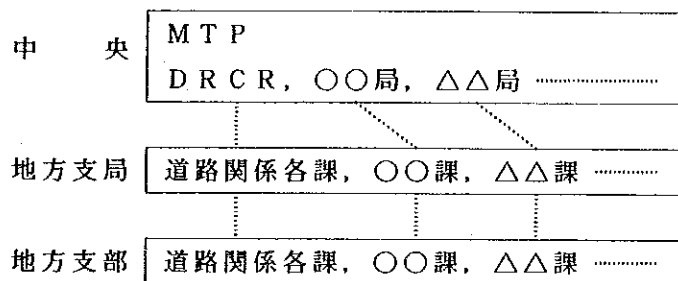 中央 MTP
DRCR, ○○局, △△局 …………
地方支局 道路関係各課, ○○課, △△課 …………
地方支部 道路関係各課, ○○課, △△課 …………